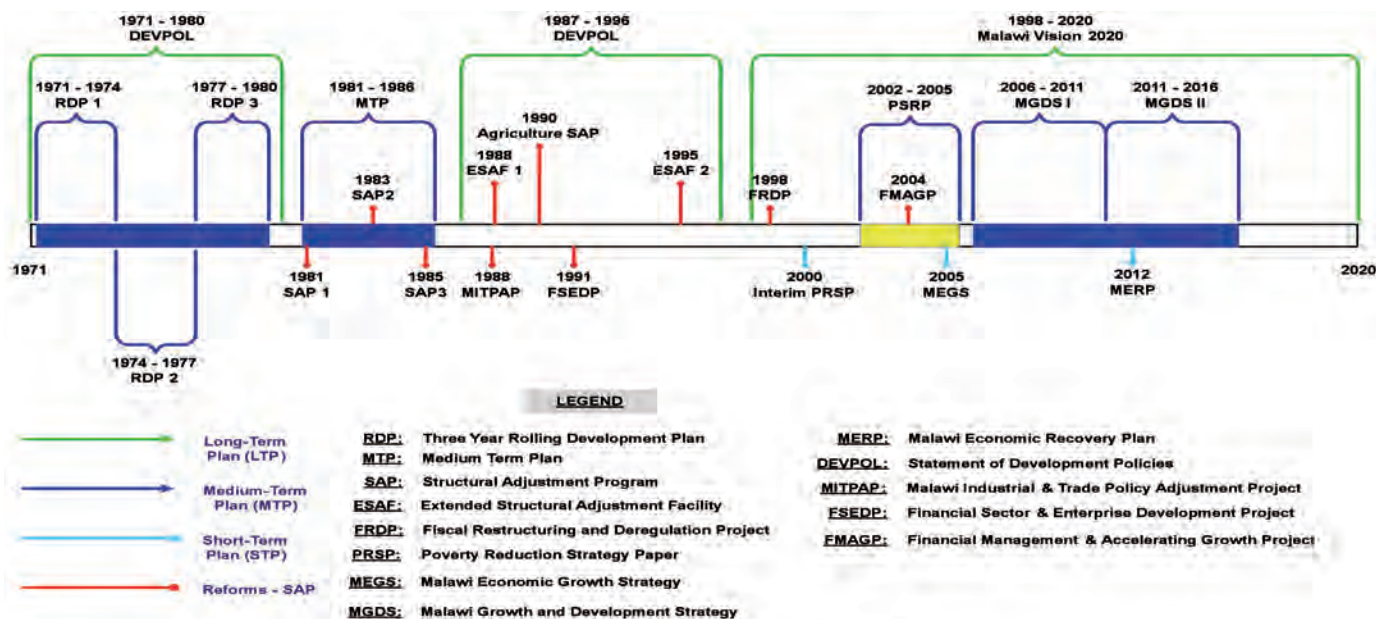 1971 - 1980
DEVPOL
1987 - 1996
DEVPOL
1998 - 2020
Malawi Vision 2020
1971 - 1974
RDP 1
1977 - 1980
RDP 3
1981 - 1986
MTP
1990
Agriculture SAP
2002 - 2005
PSRP
2006 - 2011
MGDS I
2011 - 2016
MGDS II
1983
SAP2
1988
ESAF 1
1995
ESAF 2
1998
FRDP
2004
FMAGP
1971
1981
SAP 1
1985
SAP3
1988
MITPAP
1991
FSEDP
2000
Interim PRSP
2005
MEGS
2012
MERP
2020
1974 - 1977
RDP 2
LEGEND
Long-Term
Plan (LTP)
Medium-Term
Plan (MTP)
Short-Term
Plan (STP)
Reforms - SAP
RDP: Three Year Rolling Development Plan
MTP: Medium Term Plan
SAP: Structural Adjustment Program
ESAF: Extended Structural Adjustment Facility
FRDP: Fiscal Restructuring and Deregulation Project
PRSP: Poverty Reduction Strategy Paper
MEGS: Malawi Economic Growth Strategy
MGDS: Malawi Growth and Development Strategy
MERP: Malawi Economic Recovery Plan
DEVPOL: Statement of Development Policies
MITPAP: Malawi Industrial & Trade Policy Adjustment Project
FSEDP: Financial Sector & Enterprise Development Project
FMAGP: Financial Management & Accelerating Growth Project